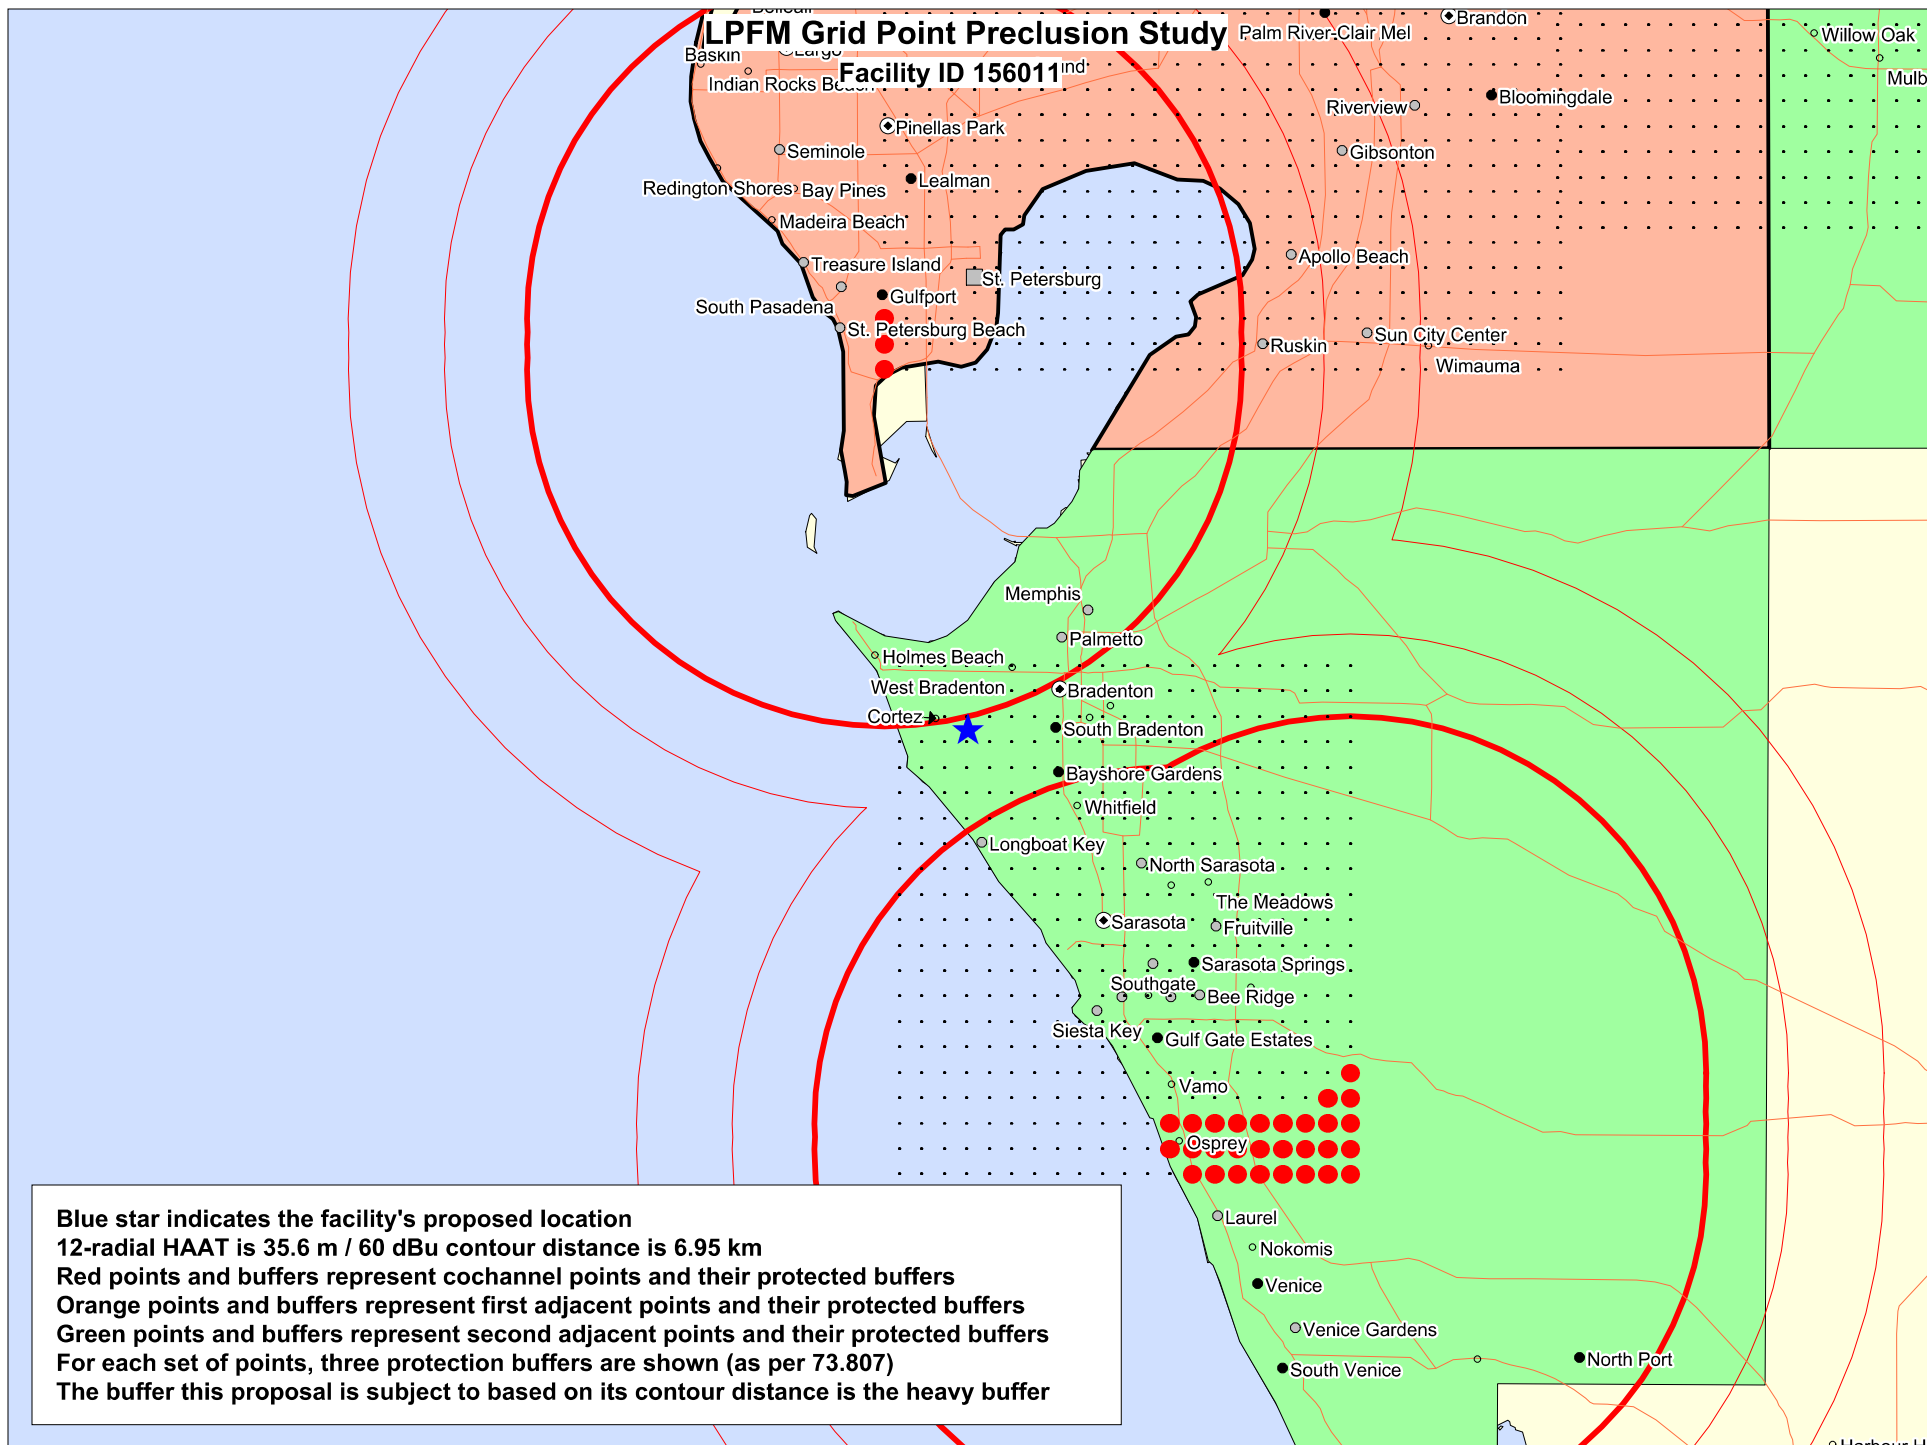 LPFM Grid Point Preclusion Study
Facility ID 156011
Brandon
Palm River-Clair Mel
Willow Oak
Baskin
Largo
Indian Rocks Beach
Riverview
Bloomingdale
Pinellas Park
Seminole
Gibsonton
Redington Shores
Bay Pines
Lealman
Madeira Beach
Treasure Island
St. Petersburg
Apollo Beach
South Pasadena
Gulfport
St. Petersburg Beach
Ruskin
Sun City Center
Wimauma
Memphis
Palmetto
Holmes Beach
West Bradenton
Bradenton
Cortez
South Bradenton
Bayshore Gardens
Whitfield
Longboat Key
North Sarasota
The Meadows
Sarasota
Fruitville
Sarasota Springs
Southgate
Bee Ridge
Siesta Key
Gulf Gate Estates
Vamo
Osprey
Laurel
Nokomis
Venice
Venice Gardens
South Venice
North Port
Blue star indicates the facility's proposed location
12-radial HAAT is 35.6 m / 60 dBu contour distance is 6.95 km
Red points and buffers represent cochannel points and their protected buffers
Orange points and buffers represent first adjacent points and their protected buffers
Green points and buffers represent second adjacent points and their protected buffers
For each set of points, three protection buffers are shown (as per 73.807)
The buffer this proposal is subject to based on its contour distance is the heavy buffer